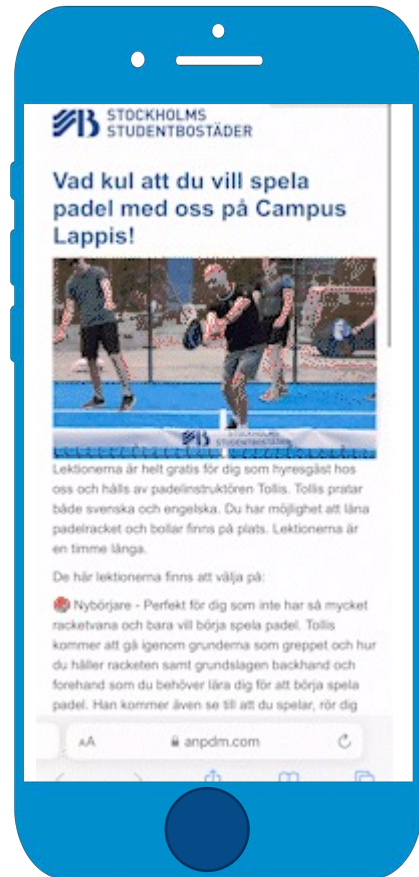 STOCKHOLMS
STUDENTBOSTÄDER
Vad kul att du vill spela
padel med oss på Campus
Lappis!
STOCKHOLMS
STUDENTBOSTÄDER
Lektionerna är helt gratis för dig som hyresgäst hos
oss och hålls av padelinstruktören Tollis. Tollis pratar
både svenska och engelska. Du har möjlighet att låna
padelracket och bollar finns på plats. Lektionerna är
en timme långa.
De här lektionerna finns att välja på:
Nybörjare - Perfekt för dig som inte har så mycket
racketvana och bara vill börja spela padel. Tollis
kommer att gå igenom grunderna som greppet och hur
du håller racketen samt grundslagen backhand och
forehand som du behöver lära dig för att börja spela
padel. Han kommer även se till att du spelar, rör dig
AA
anpdm.com